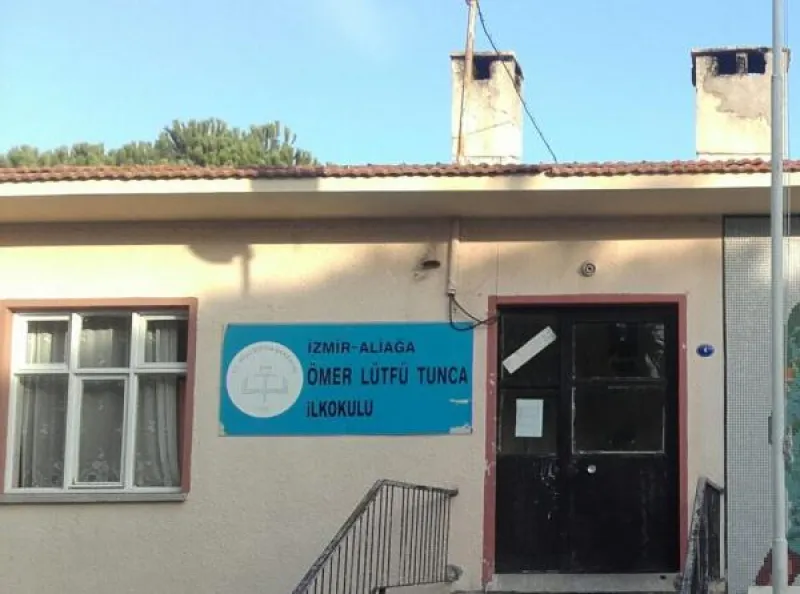 İZMİR-ALİAĞA
ÖMER LÜTFÜ TUNCA
İLKOKULU